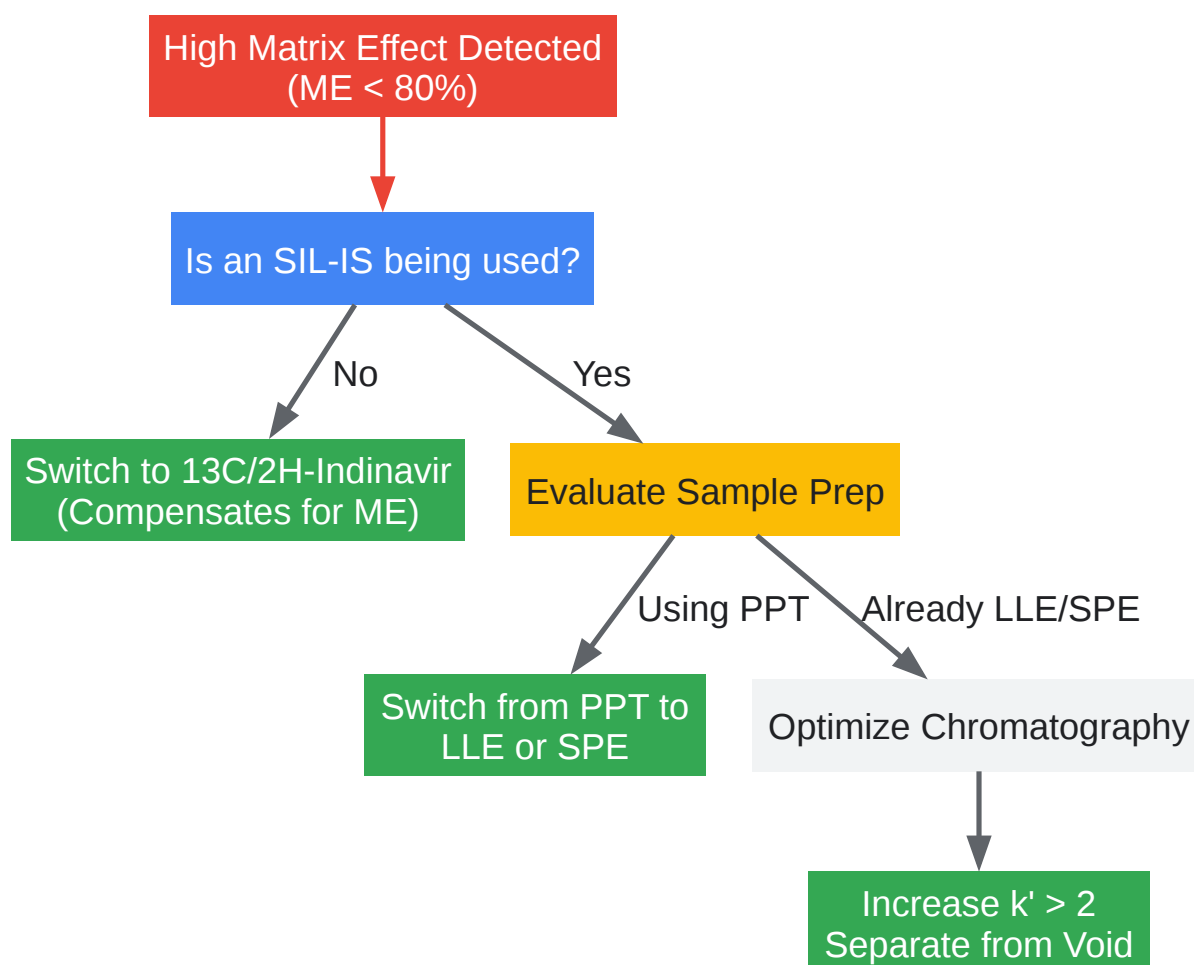 High Matrix Effect Detected
(ME < 80%)
Is an SIL-IS being used?
No
Yes
Switch to 13C/2H-Indinavir
(Compensates for ME)
Evaluate Sample Prep
Using PPT
Already LLE/SPE
Switch from PPT to
LLE or SPE
Optimize Chromatography
Increase k' > 2
Separate from Void